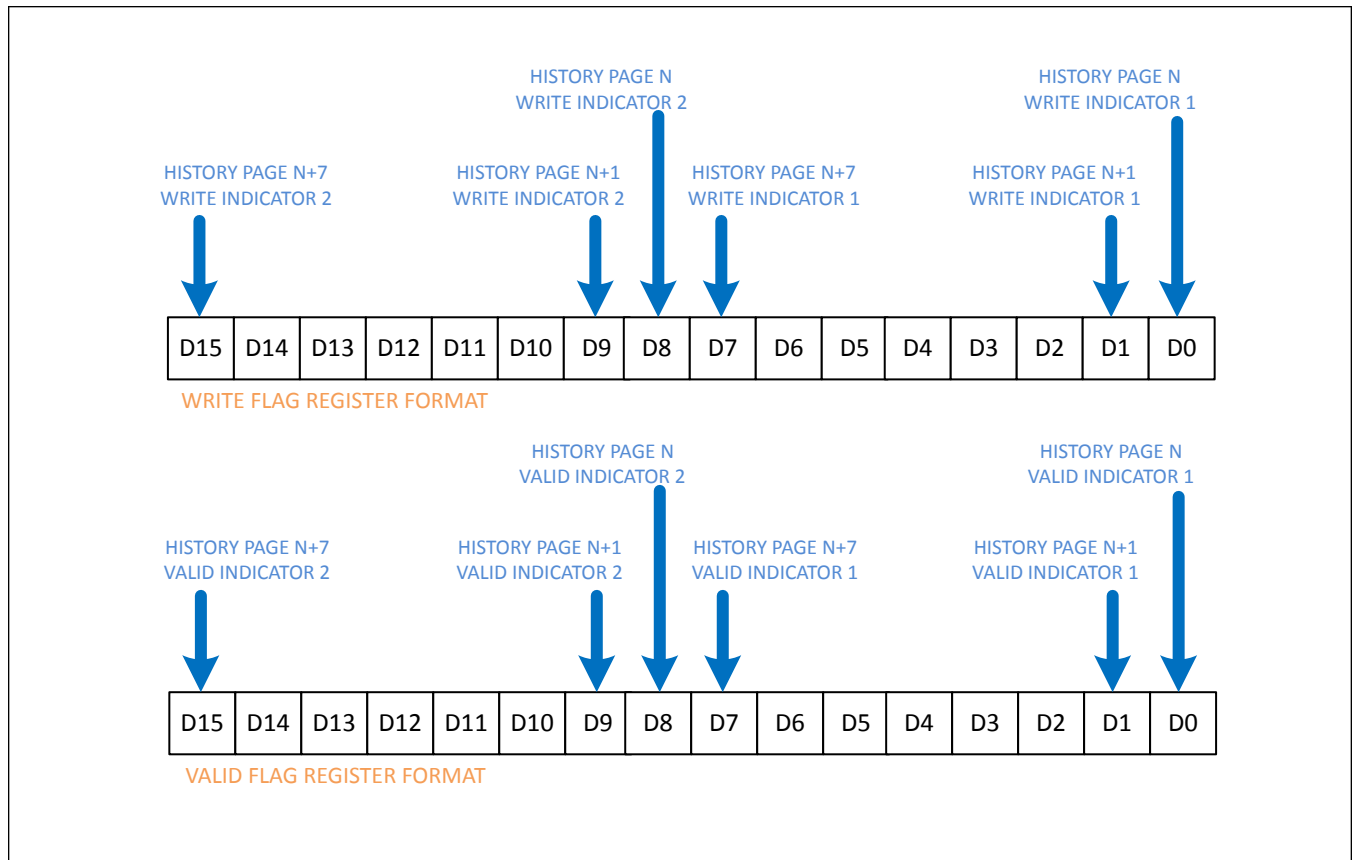 HISTORY PAGE N
WRITE INDICATOR 2
HISTORY PAGE N
WRITE INDICATOR 1
HISTORY PAGE N+7
WRITE INDICATOR 2
HISTORY PAGE N+1
WRITE INDICATOR 2
HISTORY PAGE N+7
WRITE INDICATOR 1
HISTORY PAGE N+1
WRITE INDICATOR 1
D15 D14 D13 D12 D11 D10 D9 D8 D7 D6 D5 D4 D3 D2 D1 D0
WRITE FLAG REGISTER FORMAT
HISTORY PAGE N
VALID INDICATOR 2
HISTORY PAGE N
VALID INDICATOR 1
HISTORY PAGE N+7
VALID INDICATOR 2
HISTORY PAGE N+1
VALID INDICATOR 2
HISTORY PAGE N+7
VALID INDICATOR 1
HISTORY PAGE N+1
VALID INDICATOR 1
D15 D14 D13 D12 D11 D10 D9 D8 D7 D6 D5 D4 D3 D2 D1 D0
VALID FLAG REGISTER FORMAT